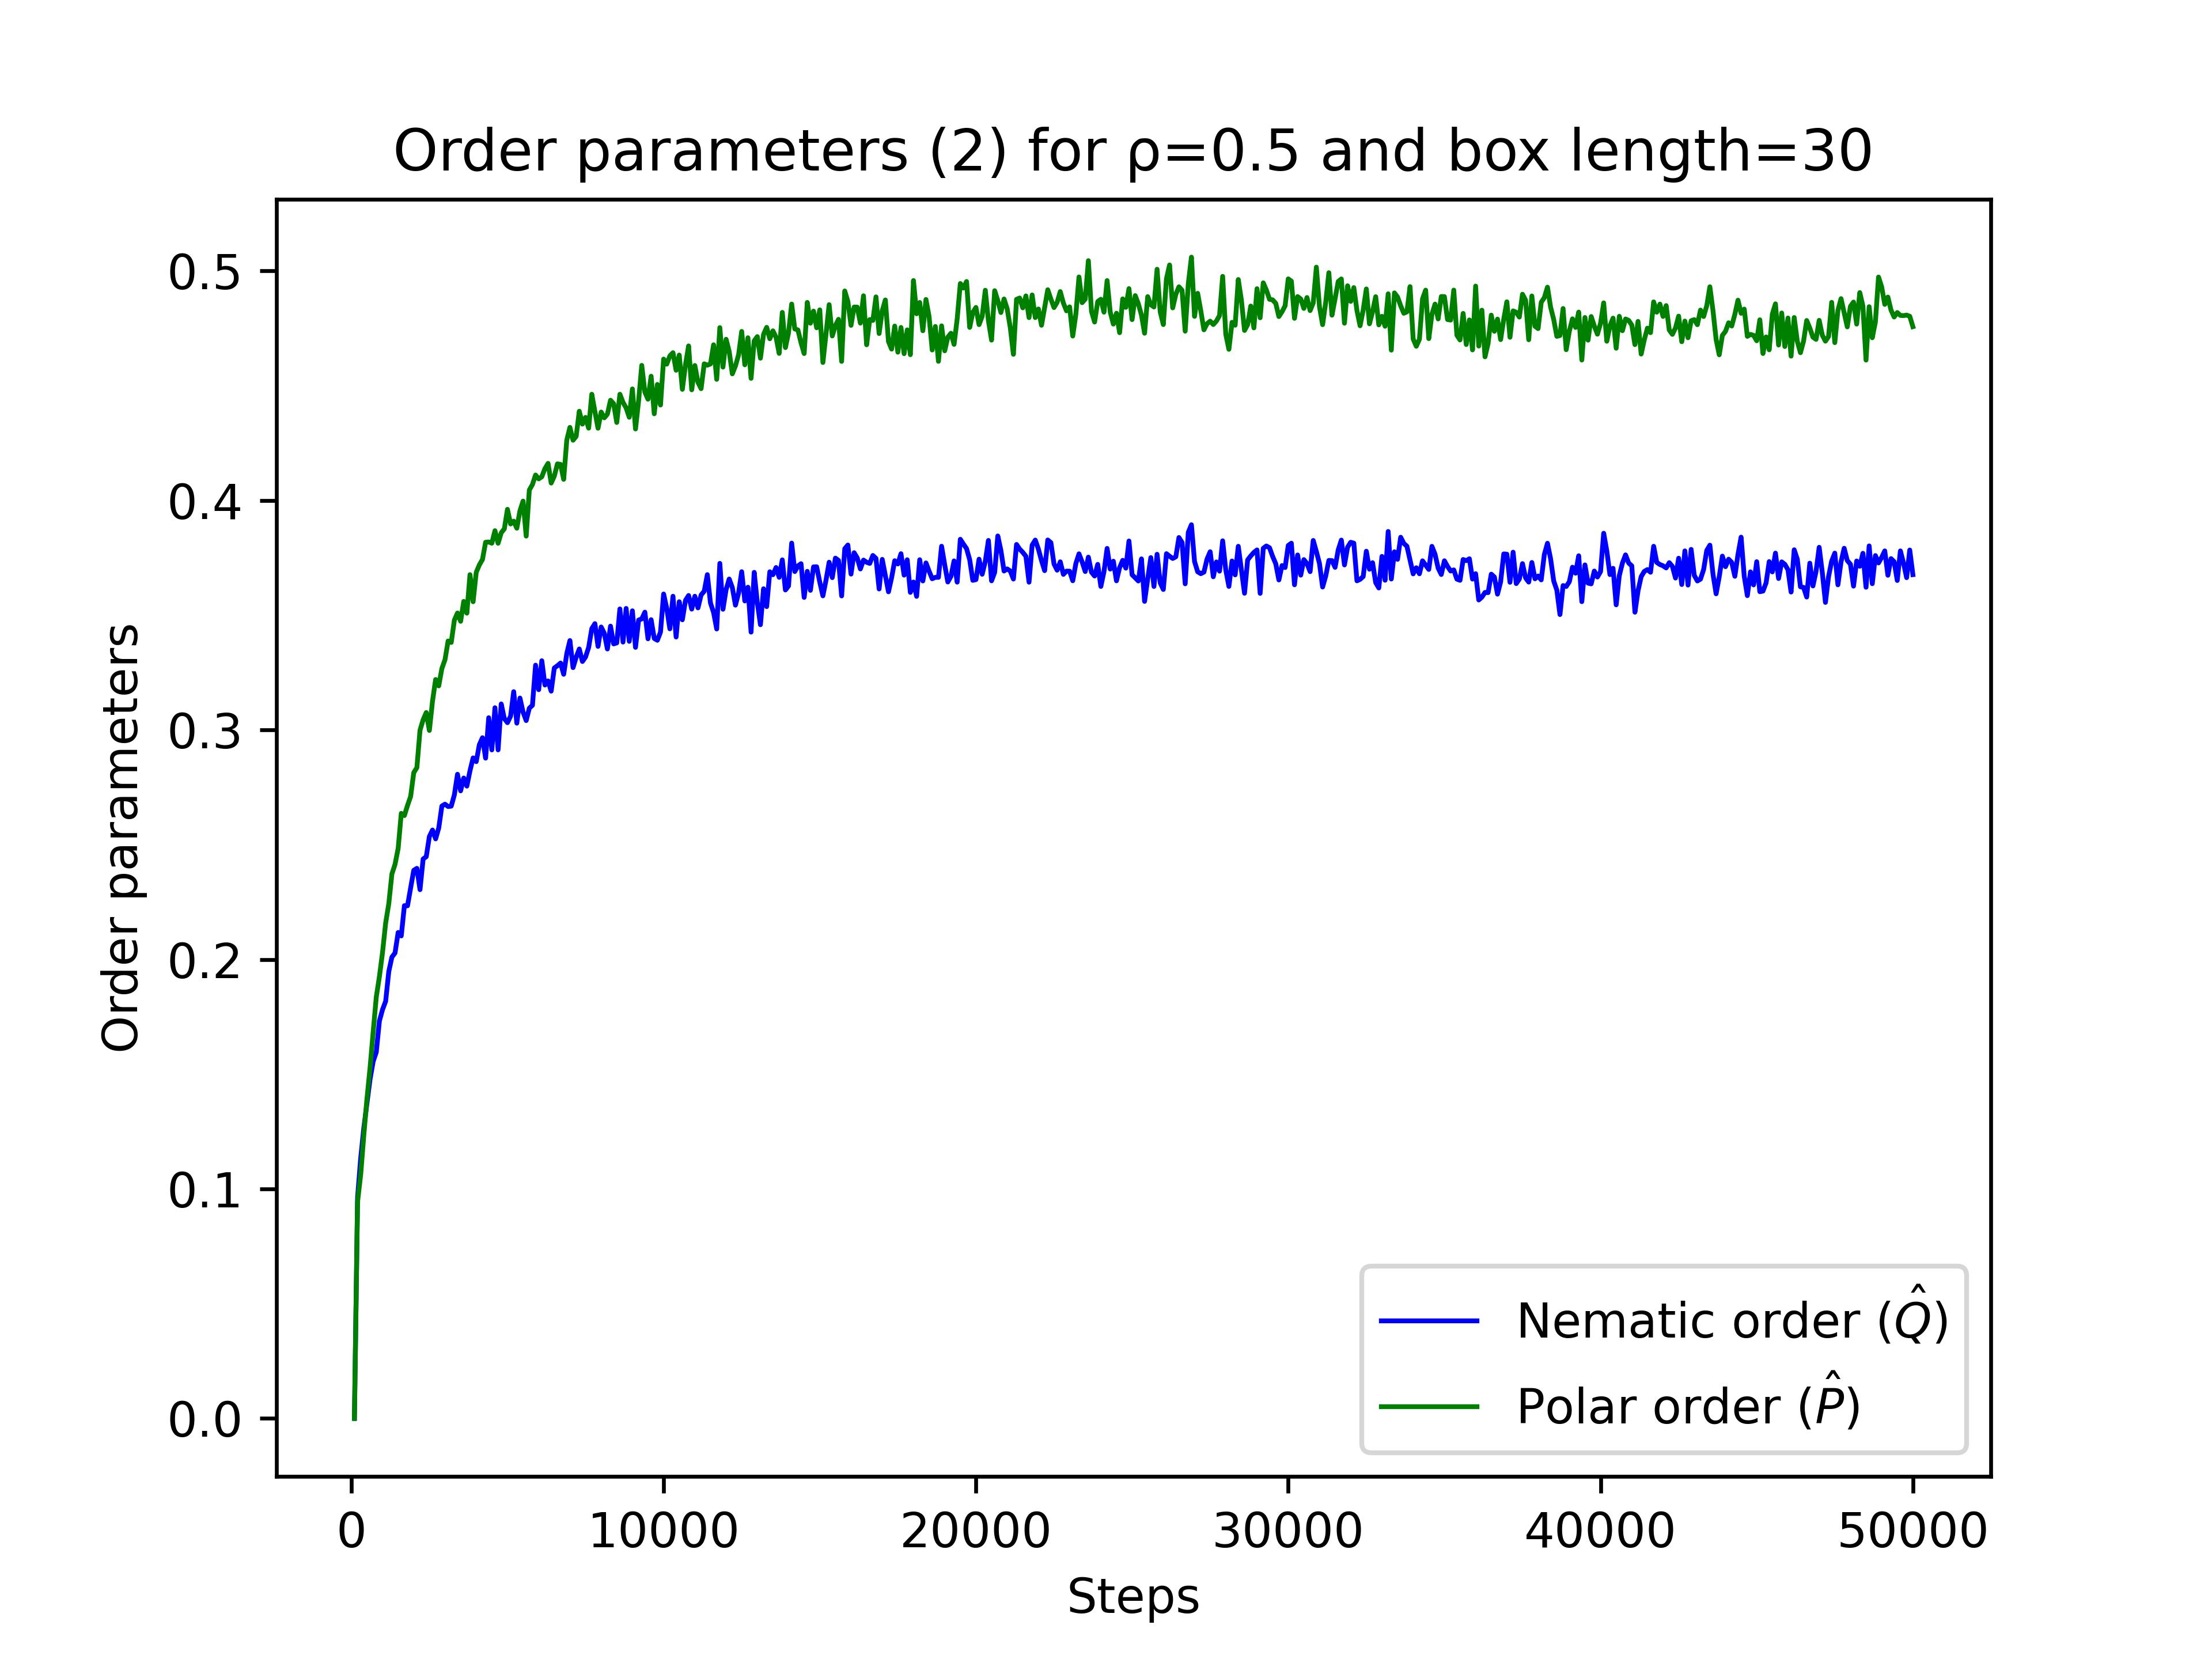 Order parameters (2) for ρ=0.5 and box length=30
Order parameters
0.5
0.4
0.3
0.2
0.1
0.0
0 10000 20000 30000 40000 50000
Steps
Nematic order (Q̂)
Polar order (P̂)